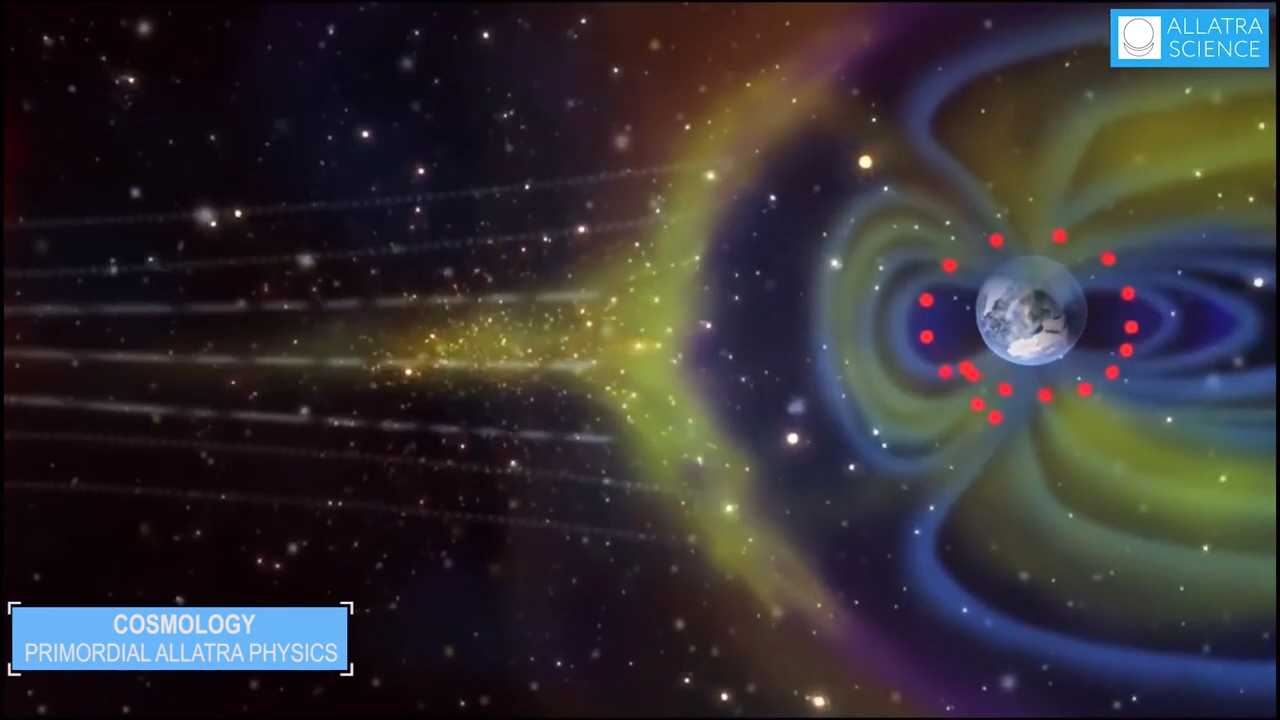 ALLATRA
SCIENCE
COSMOLOGY
PRIMORDIAL ALLATRA PHYSICS